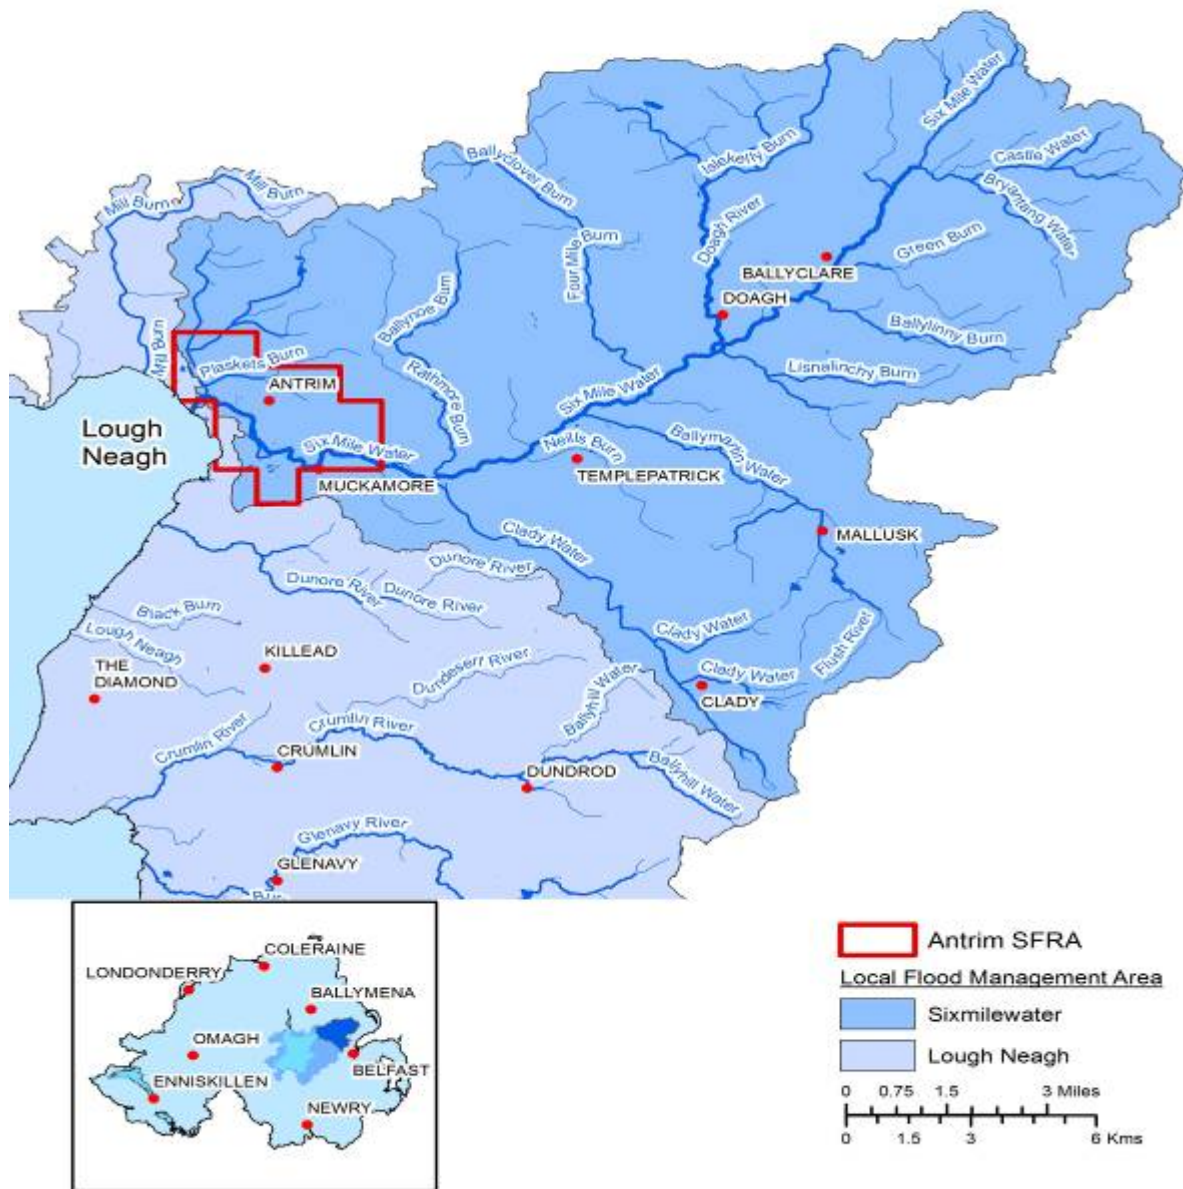 Six Mile Water
Castle Water
Islekelly Burn
Ballyclover Burn
Bryantang Water
Mill Burn
Mill Burn
Doagh River
Four Mile Burn
Green Burn
BALLYCLARE
DOAGH
Ballynoe Burn
Ballylinny Burn
Mill Burn
Plaskets Burn
Lisnalinchy Burn
ANTRIM
Rathmore Burn
Six Mile Water
Lough
Neagh
Six Mile Water
Neills Burn
Ballymartin Water
TEMPLEPATRICK
MUCKAMORE
MALLUSK
Clady Water
Dunore River
Dunore River
Dunore River
Black Burn
Lough Neagh
Clady Water
Flush River
KILLEAD
THE
DIAMOND
Dundeserr River
Ballyhill Water
Clady Water
CLADY
Crumlin River
Crumlin River
CRUMLIN
DUNDROD
Ballyhill Water
Glenavy River
GLENAVY
COLERAINE
LONDONDERRY
BALLYMENA
OMAGH
BELFAST
ENNISKILLEN
NEWRY
Antrim SFRA
Local Flood Management Area
Sixmilewater
Lough Neagh
0 0.75 1.5 3 Miles
0 1.5 3 6 Kms